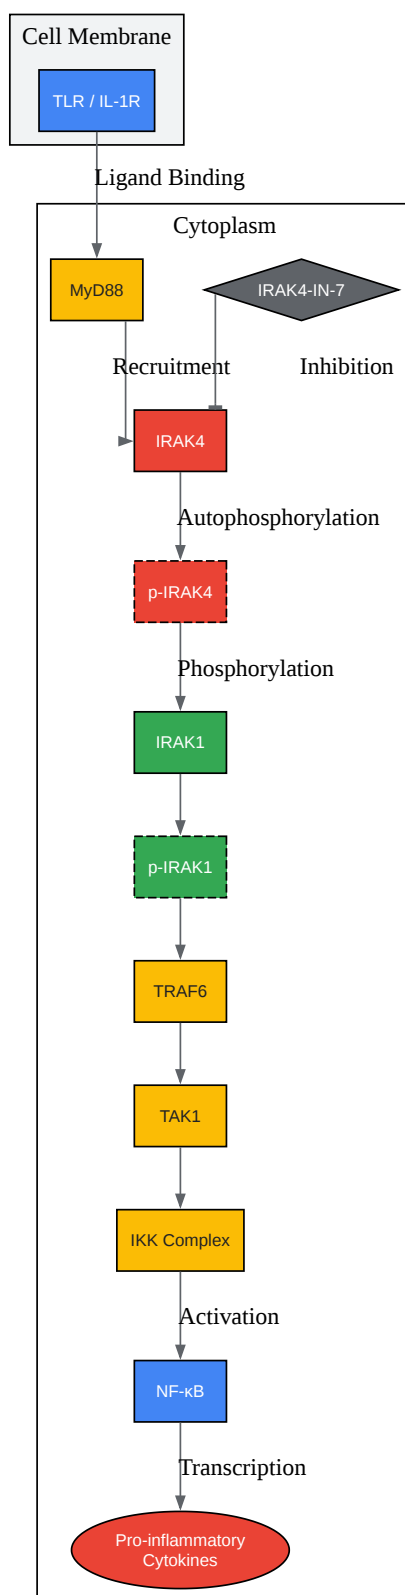 Cell Membrane
TLR / IL-1R
Ligand Binding
Cytoplasm
MyD88
IRAK4-IN-7
Recruitment
Inhibition
IRAK4
Autophosphorylation
p-IRAK4
Phosphorylation
IRAK1
p-IRAK1
TRAF6
TAK1
IKK Complex
Activation
NF-κB
Transcription
Pro-inflammatory
Cytokines